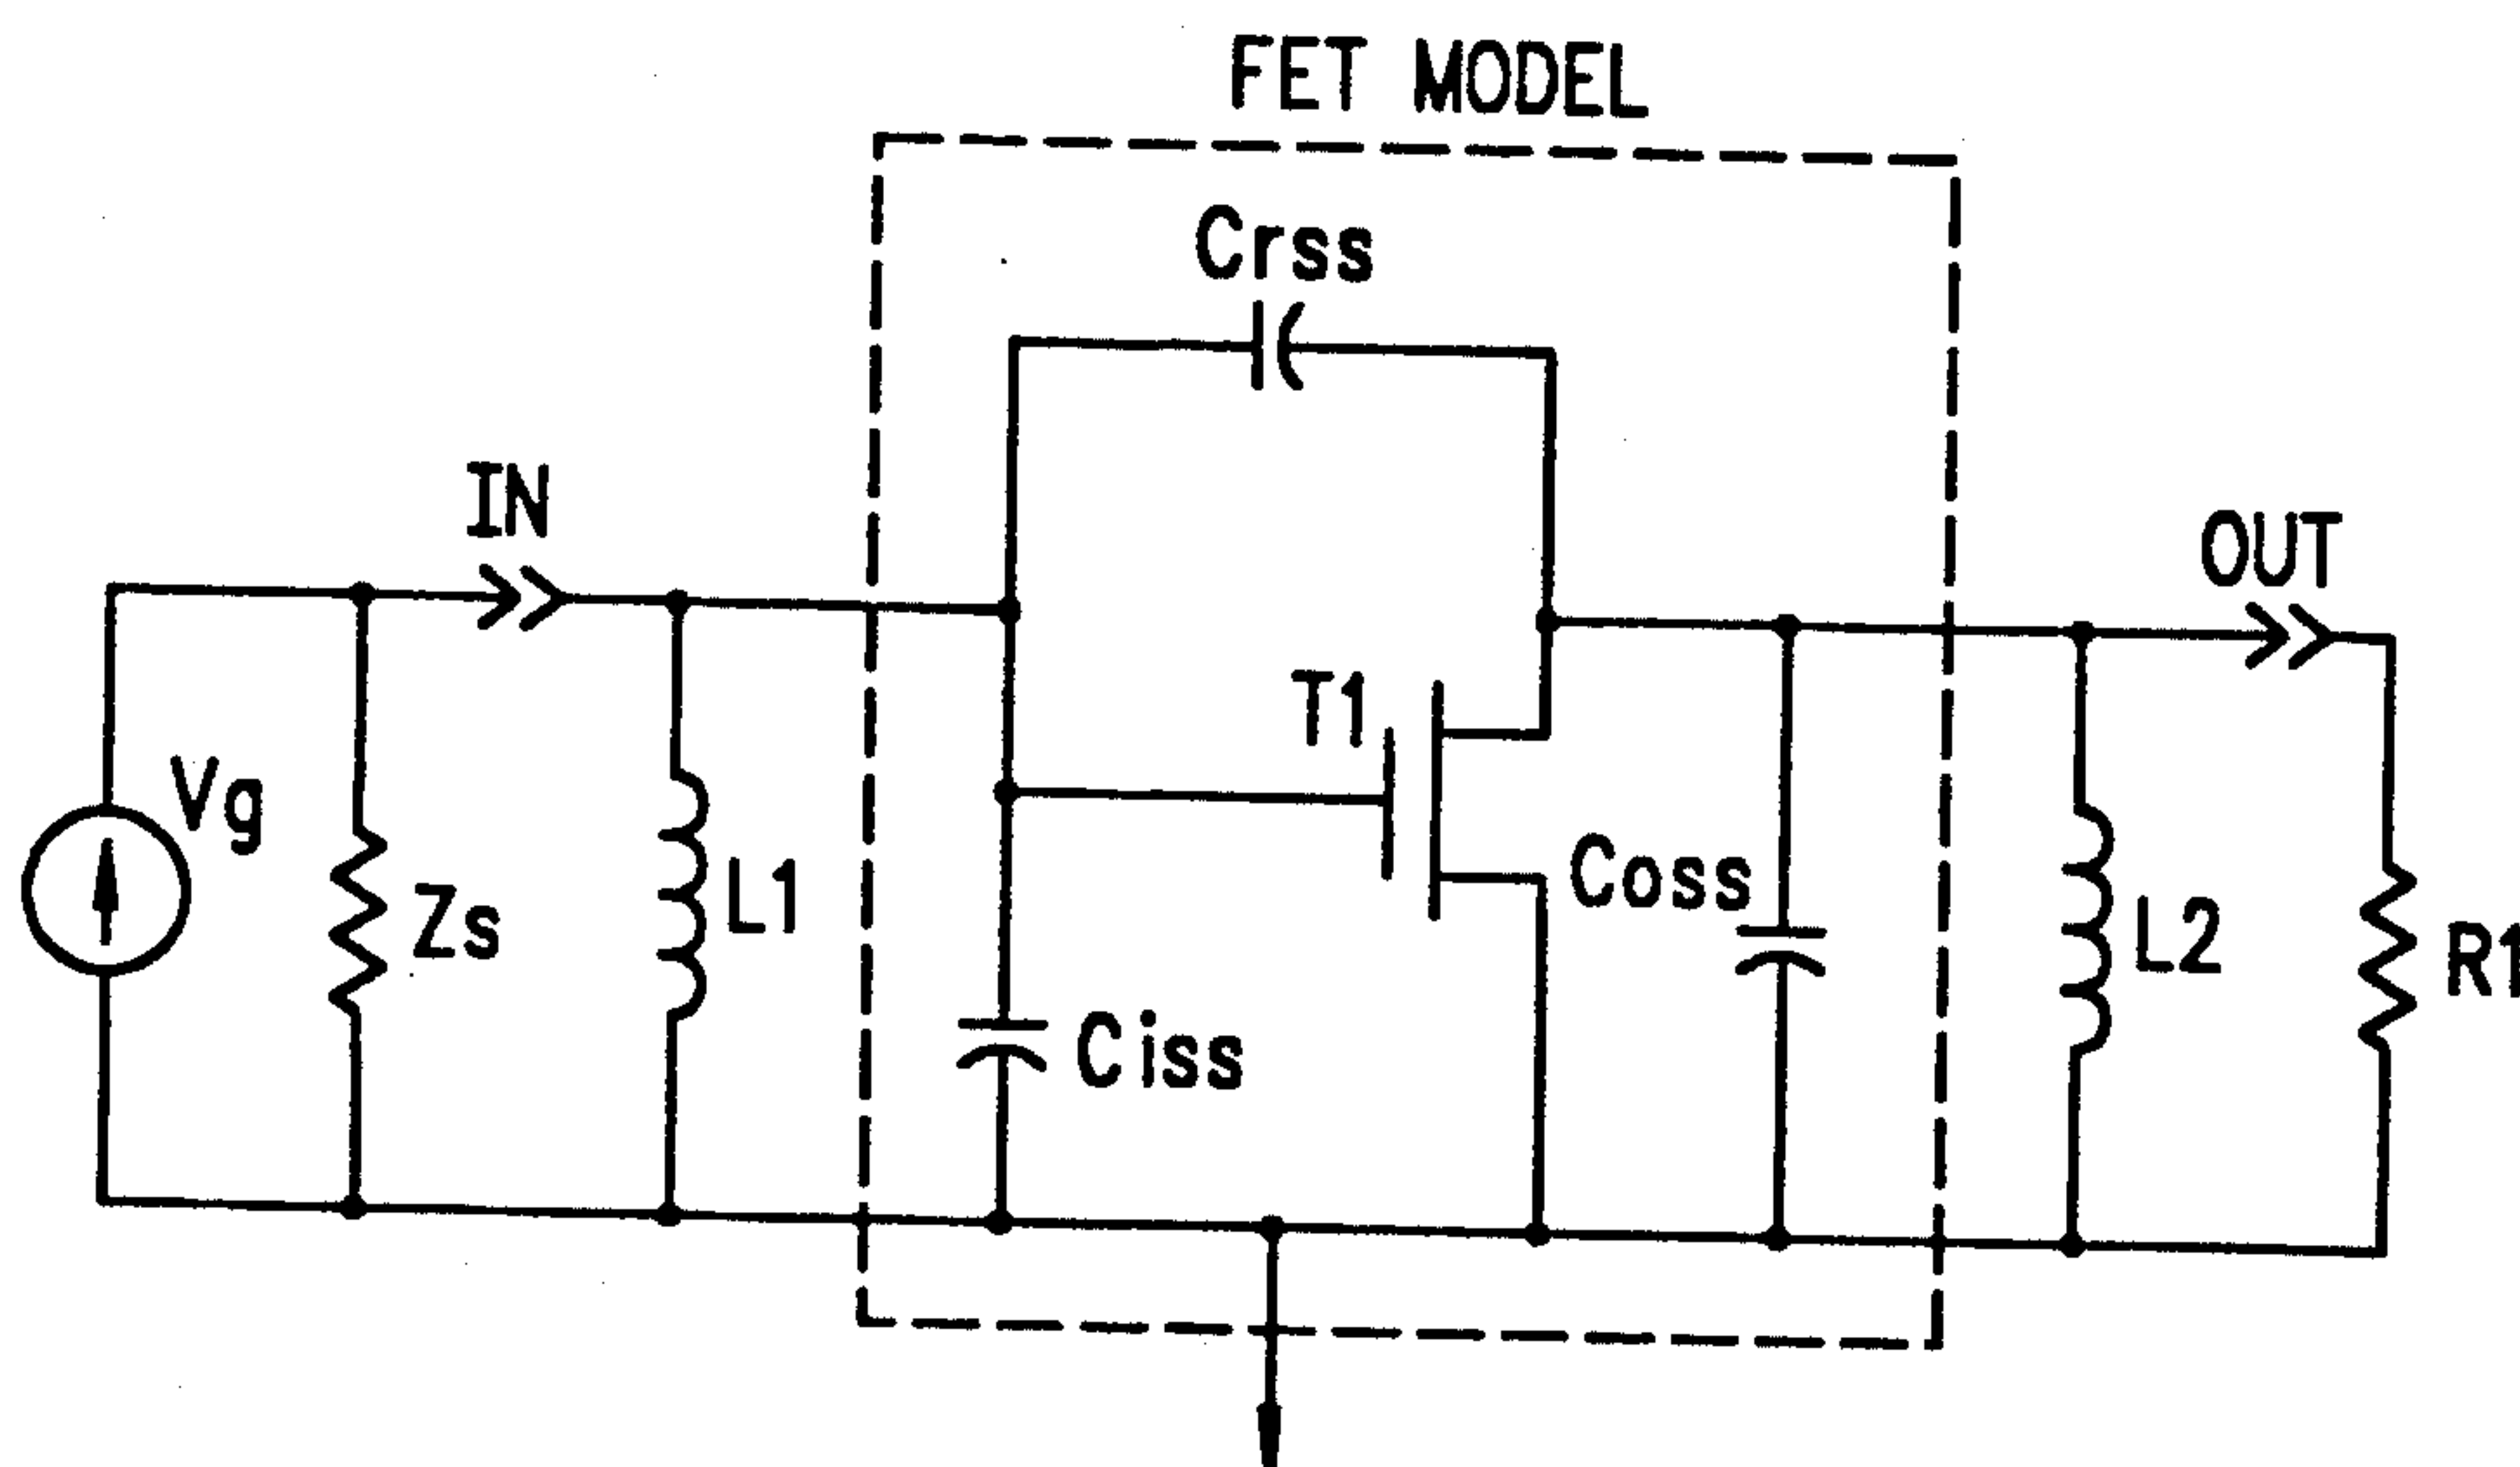 FET MODEL
Crss
IN
OUT
T1
Vg
Coss
Zs
L1
L2
R1
Ciss